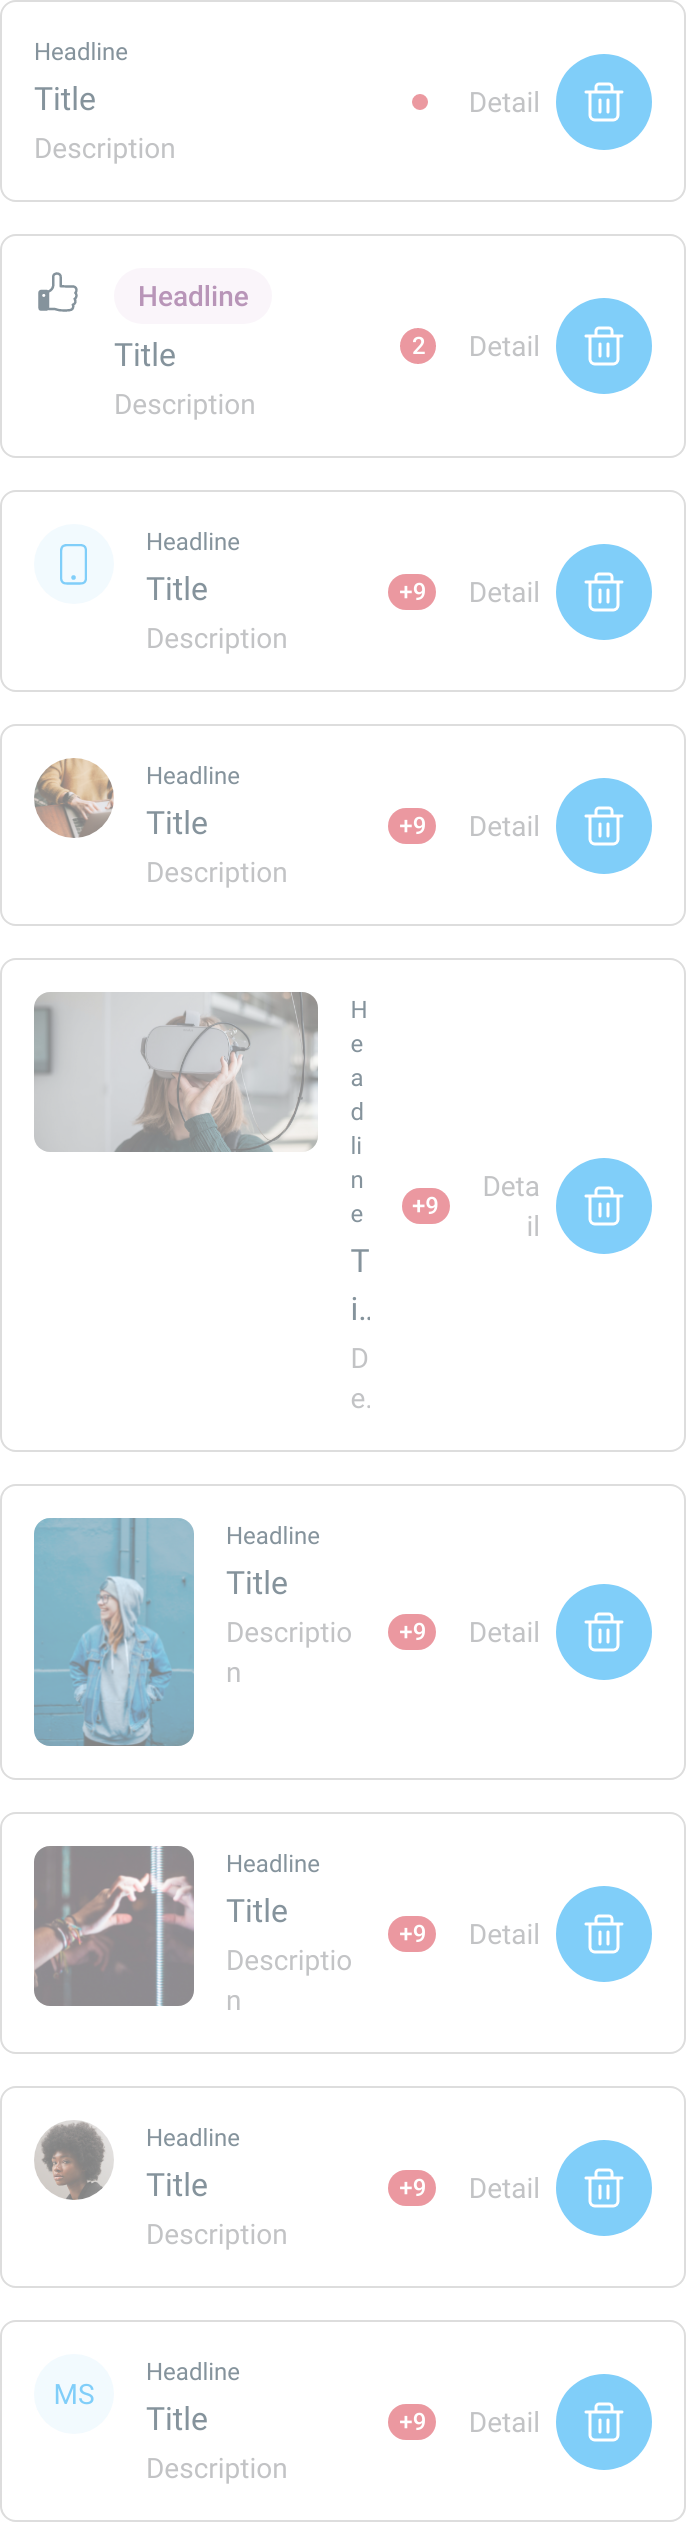 Headline
Title
Description
Detail
Headline
Title
Description
2
Detail
Headline
Title
Description
+9
Detail
Headline
Title
Description
+9
Detail
H
e
a
d
li
n
e
T
i..
D
e.
+9
Deta
il
Headline
Title
Descriptio
n
+9
Detail
Headline
Title
Descriptio
n
+9
Detail
Headline
Title
Description
+9
Detail
MS
Headline
Title
Description
+9
Detail